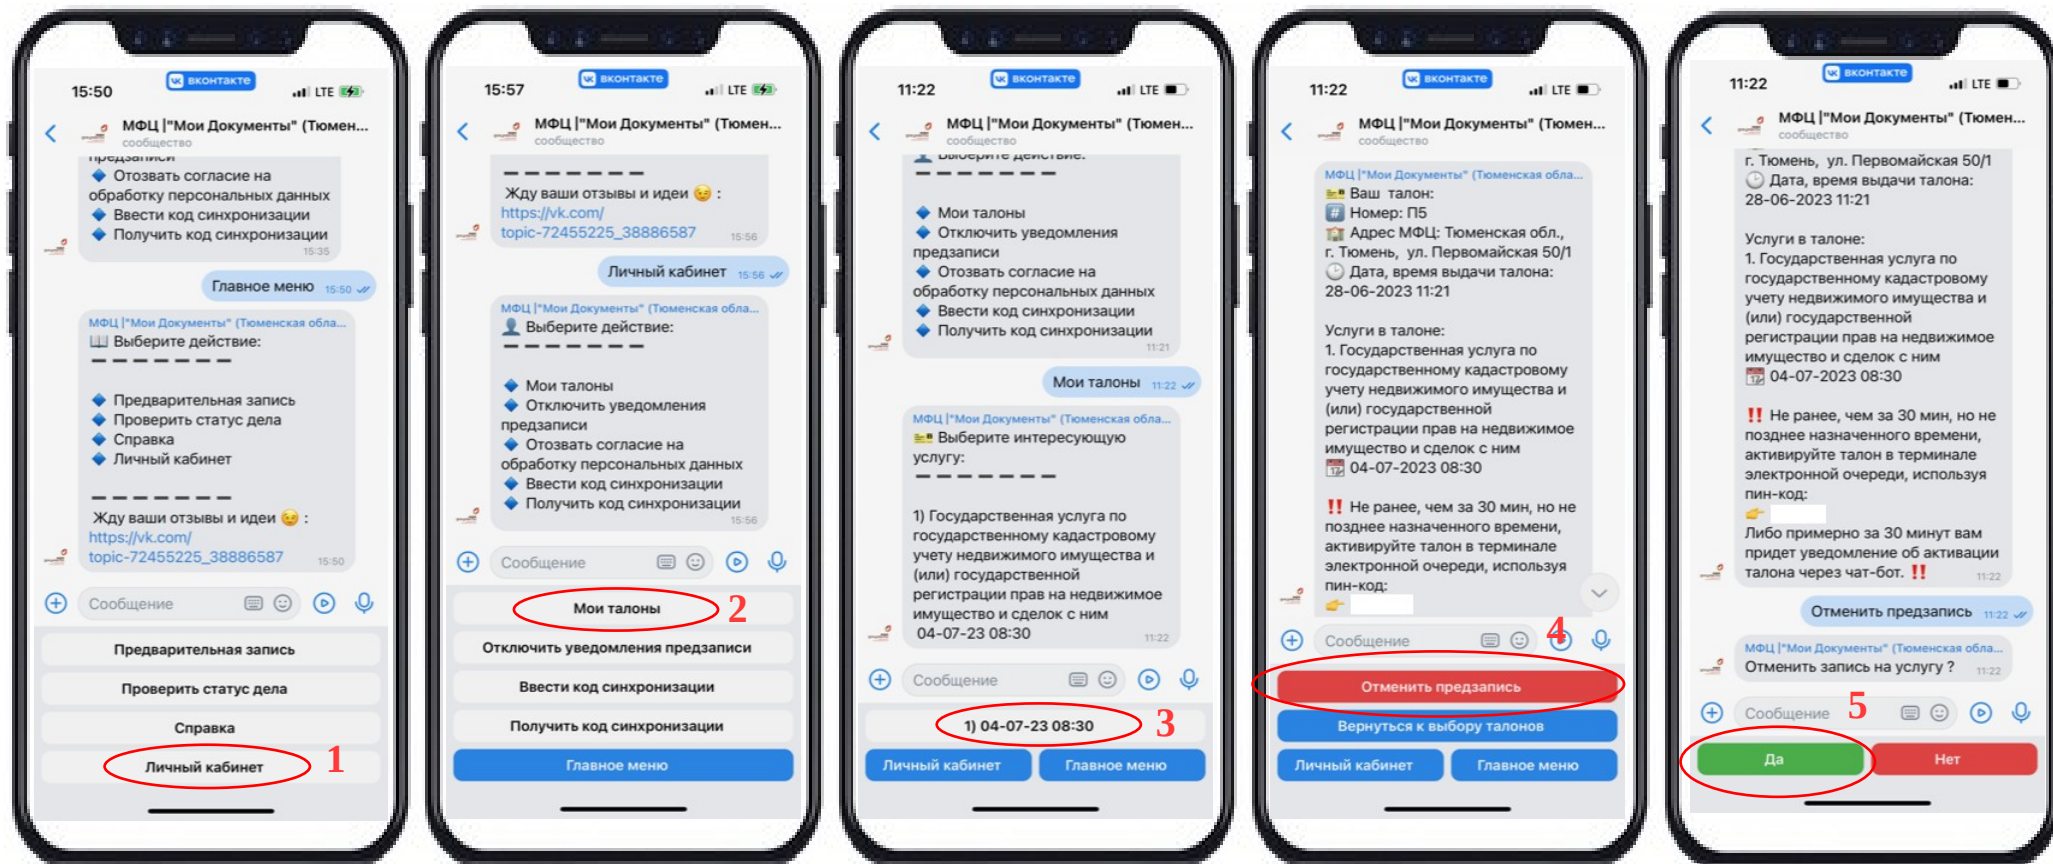 15:50
вконтакте
LTE
МФЦ |"Мои Документы" (Тюмен...
сообщество
предзаписи
Отозвать согласие на
обработку персональных данных
Ввести код синхронизации
Получить код синхронизации
15:35
Главное меню 15:50
МФЦ |"Мои Документы" (Тюменская обла...
Выберите действие:
Предварительная запись
Проверить статус дела
Справка
Личный кабинет
Жду ваши отзывы и идеи :
https://vk.com/
topic-72455225_38886587 15:50
Сообщение
Предварительная запись
Проверить статус дела
Справка
Личный кабинет
1
15:57
вконтакте
LTE
МФЦ |"Мои Документы" (Тюмен...
сообщество
Жду ваши отзывы и идеи :
https://vk.com/
topic-72455225_38886587 15:56
Личный кабинет 15:56
МФЦ |"Мои Документы" (Тюменская обла...
Выберите действие:
Мои талоны
Отключить уведомления
предзаписи
Отозвать согласие на
обработку персональных данных
Ввести код синхронизации
Получить код синхронизации
15:56
Сообщение
Мои талоны
2
Отключить уведомления предзаписи
Ввести код синхронизации
Получить код синхронизации
Главное меню
11:22
вконтакте
LTE
МФЦ |"Мои Документы" (Тюмен...
сообщество
Выберите действие:
Мои талоны
Отключить уведомления
предзаписи
Отозвать согласие на
обработку персональных данных
Ввести код синхронизации
Получить код синхронизации
11:21
Мои талоны 11:22
МФЦ |"Мои Документы" (Тюменская обла...
Выберите интересующую
услугу:
1) Государственная услуга по
государственному кадастровому
учету недвижимого имущества и
(или) государственной
регистрации прав на недвижимое
имущество и сделок с ним
04-07-23 08:30 11:22
Сообщение
1) 04-07-23 08:30
3
Личный кабинет Главное меню
11:22
вконтакте
LTE
МФЦ |"Мои Документы" (Тюмен...
сообщество
МФЦ |"Мои Документы" (Тюменская обла...
Ваш талон:
# Номер: П5
Адрес МФЦ: Тюменская обл.,
г. Тюмень, ул. Первомайская 50/1
Дата, время выдачи талона:
28-06-2023 11:21
Услуги в талоне:
1. Государственная услуга по
государственному кадастровому
учету недвижимого имущества и
(или) государственной
регистрации прав на недвижимое
имущество и сделок с ним
04-07-2023 08:30
‼ Не ранее, чем за 30 мин, но не
позднее назначенного времени,
активируйте талон в терминале
электронной очереди, используя
пин-код:
Сообщение
4
Отменить предзапись
Вернуться к выбору талонов
Личный кабинет Главное меню
11:22
вконтакте
LTE
МФЦ |"Мои Документы" (Тюмен...
сообщество
г. Тюмень, ул. Первомайская 50/1
Дата, время выдачи талона:
28-06-2023 11:21
Услуги в талоне:
1. Государственная услуга по
государственному кадастровому
учету недвижимого имущества и
(или) государственной
регистрации прав на недвижимое
имущество и сделок с ним
04-07-2023 08:30
‼ Не ранее, чем за 30 мин, но не
позднее назначенного времени,
активируйте талон в терминале
электронной очереди, используя
пин-код:
Либо примерно за 30 минут вам
придет уведомление об активации
талона через чат-бот. ‼ 11:22
Отменить предзапись 11:22
МФЦ |"Мои Документы" (Тюменская обла...
Отменить запись на услугу ? 11:22
Сообщение
5
Да Нет